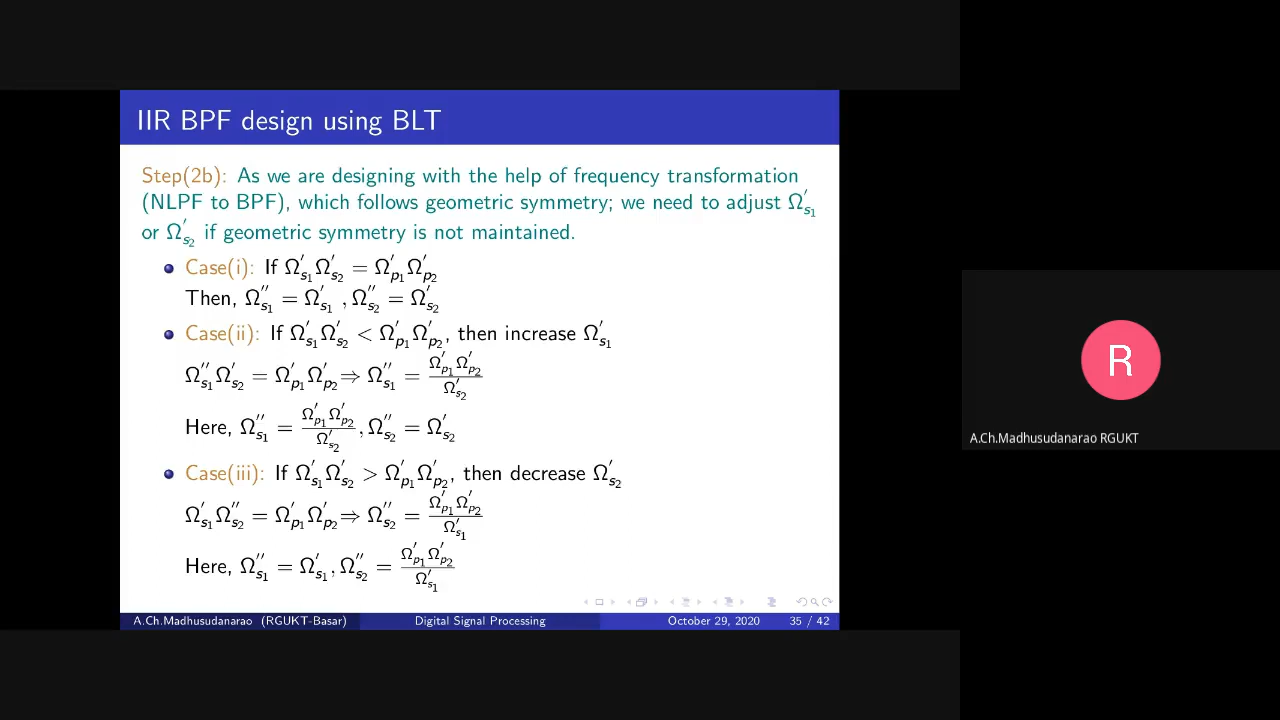 IIR BPF design using BLT
Step(2b): As we are designing with the help of frequency transformation
(NLPF to BPF), which follows geometric symmetry; we need to adjust Ω′s1
or Ω′s2 if geometric symmetry is not maintained.
Case(i): If Ω′s1Ω′s2 = Ω′p1Ω′p2
Then, Ω′′s1 = Ω′s1 , Ω′′s2 = Ω′s2
Case(ii): If Ω′s1Ω′s2 < Ω′p1Ω′p2, then increase Ω′s1
Ω′′s1Ω′s2 = Ω′p1Ω′p2 ⇒ Ω′′s1 = Ω′p1Ω′p2 / Ω′s2
Here, Ω′′s1 = Ω′p1Ω′p2 / Ω′s2 , Ω′′s2 = Ω′s2
Case(iii): If Ω′s1Ω′s2 > Ω′p1Ω′p2, then decrease Ω′s2
Ω′s1Ω′′s2 = Ω′p1Ω′p2 ⇒ Ω′′s2 = Ω′p1Ω′p2 / Ω′s1
Here, Ω′′s1 = Ω′s1, Ω′′s2 = Ω′p1Ω′p2 / Ω′s1
A.Ch.Madhusudanarao (RGUKT-Basar) Digital Signal Processing October 29, 2020 35 / 42
R
A.Ch.Madhusudanarao RGUKT